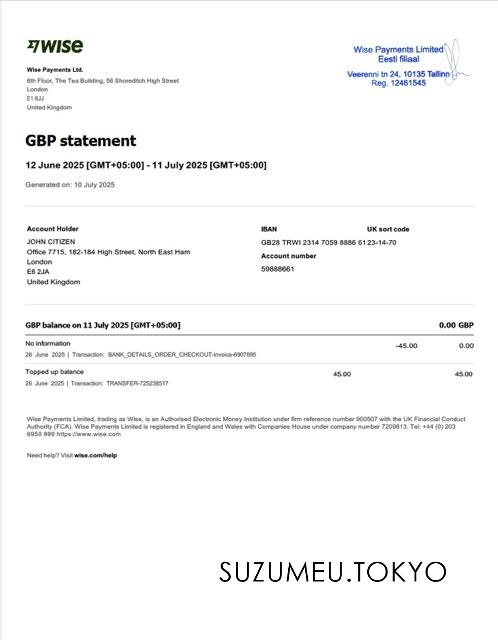 WISE
Wise Payments Limited
Eesti filiaal
Veerenni tn 24, 10135 Tallinn
Reg. 12461545
Wise Payments Ltd.
6th Floor, The Tea Building, 56 Shoreditch High Street
London
E1 6JJ
United Kingdom
GBP statement
12 June 2025 [GMT+05:00] - 11 July 2025 [GMT+05:00]
Generated on: 10 July 2025
Account Holder
JOHN CITIZEN
Office 7715, 182-184 High Street, North East Ham
London
E6 2JA
United Kingdom
IBAN UK sort code
GB28 TRWI 2314 7059 8886 61 23-14-70
Account number
59888661
GBP balance on 11 July 2025 [GMT+05:00] 0.00 GBP
No information -45.00 0.00
26 June 2025 | Transaction: BANK_DETAILS_ORDER_CHECKOUT-invoice-6907895
Topped up balance 45.00 45.00
26 June 2025 | Transaction: TRANSFER-725238517
Wise Payments Limited, trading as Wise, is an Authorised Electronic Money Institution under firm reference number 900507 with the UK Financial Conduct
Authority (FCA). Wise Payments Limited is registered in England and Wales with Companies House under company number 7209813. Tel: +44 (0) 203
6950 999 https://www.wise.com
Need help? Visit wise.com/help
SUZUMEU.TOKYO